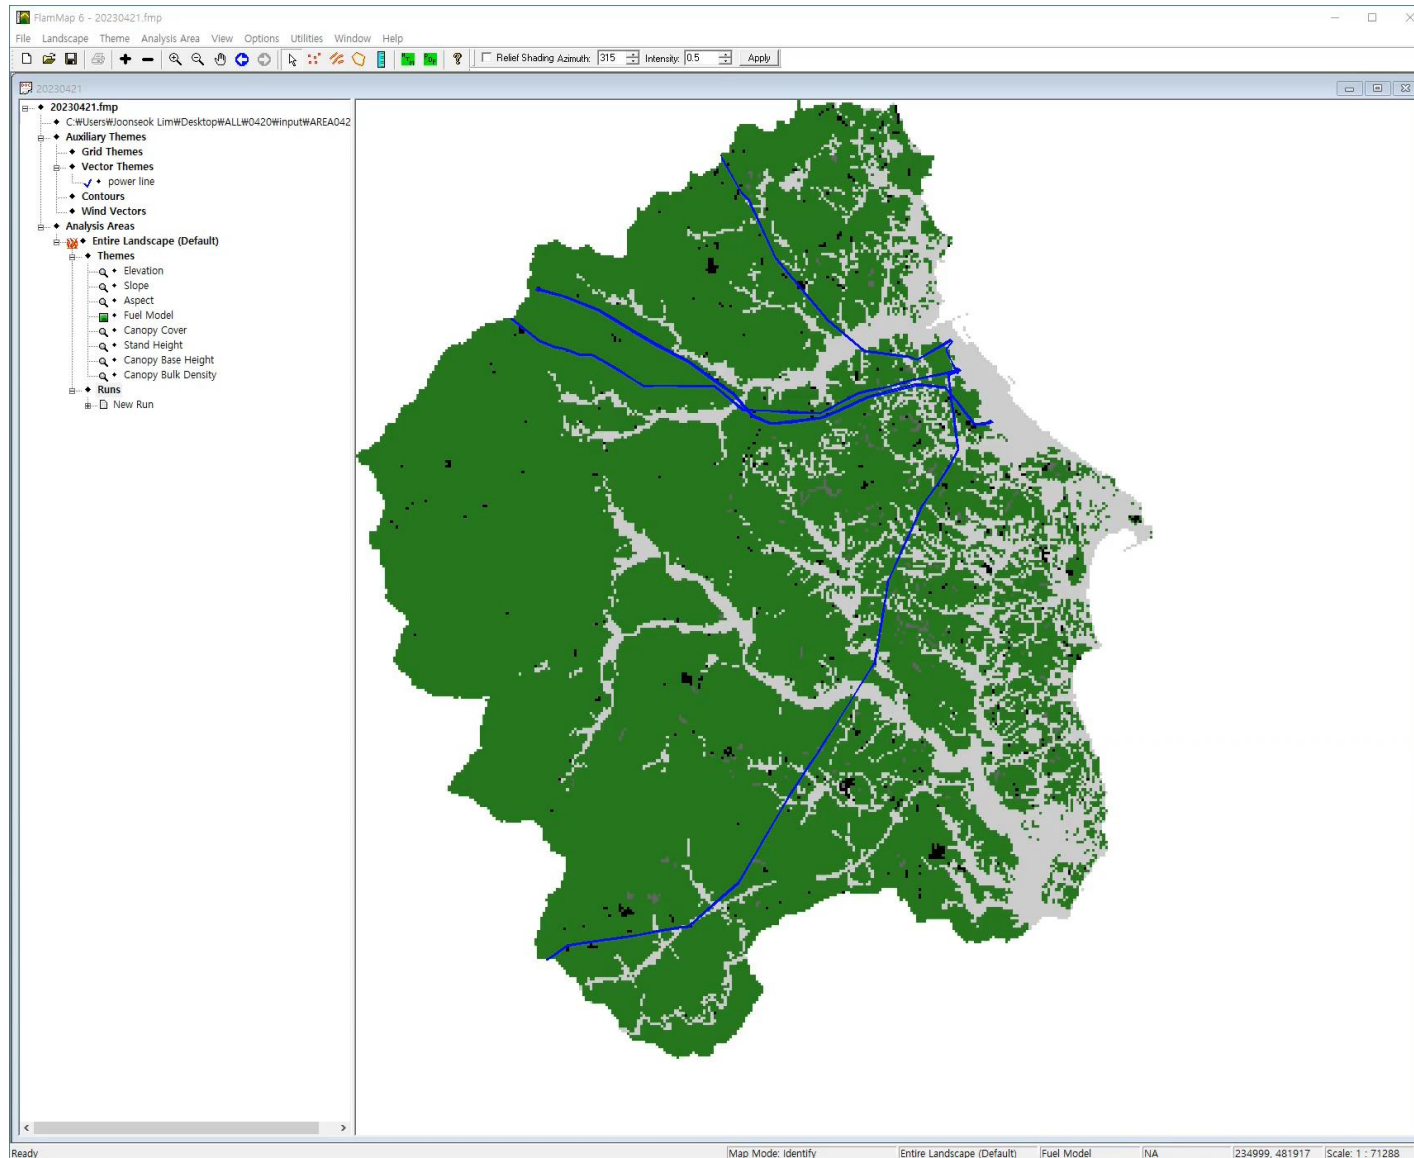 FlamMap 6 - 20230421.fmp
File Landscape Theme Analysis Area View Options Utilities Window Help
Relief Shading Azimuth: 315 Intensity: 0.5 Apply
20230421
20230421.fmp
C:₩Users₩Joonseok Lim₩Desktop₩ALL₩0420₩input₩AREA042
Auxiliary Themes
Grid Themes
Vector Themes
power line
Contours
Wind Vectors
Analysis Areas
Entire Landscape (Default)
Themes
Elevation
Slope
Aspect
Fuel Model
Canopy Cover
Stand Height
Canopy Base Height
Canopy Bulk Density
Runs
New Run
Ready Map Mode: Identify Entire Landscape (Default) Fuel Model NA 234999, 481917 Scale: 1 : 71288